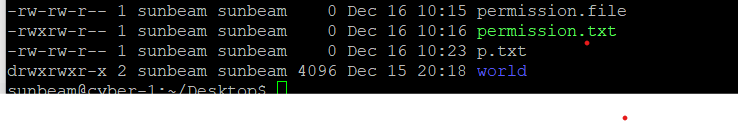 -rw-rw-r-- 1 sunbeam sunbeam    0 Dec 16 10:15 permission.file
-rwxrw-r-- 1 sunbeam sunbeam    0 Dec 16 10:16 permission.txt
-rw-rw-r-- 1 sunbeam sunbeam    0 Dec 16 10:23 p.txt
drwxrwxr-x 2 sunbeam sunbeam 4096 Dec 15 20:18 world
sunbeam@cyber-1:~/Desktop$